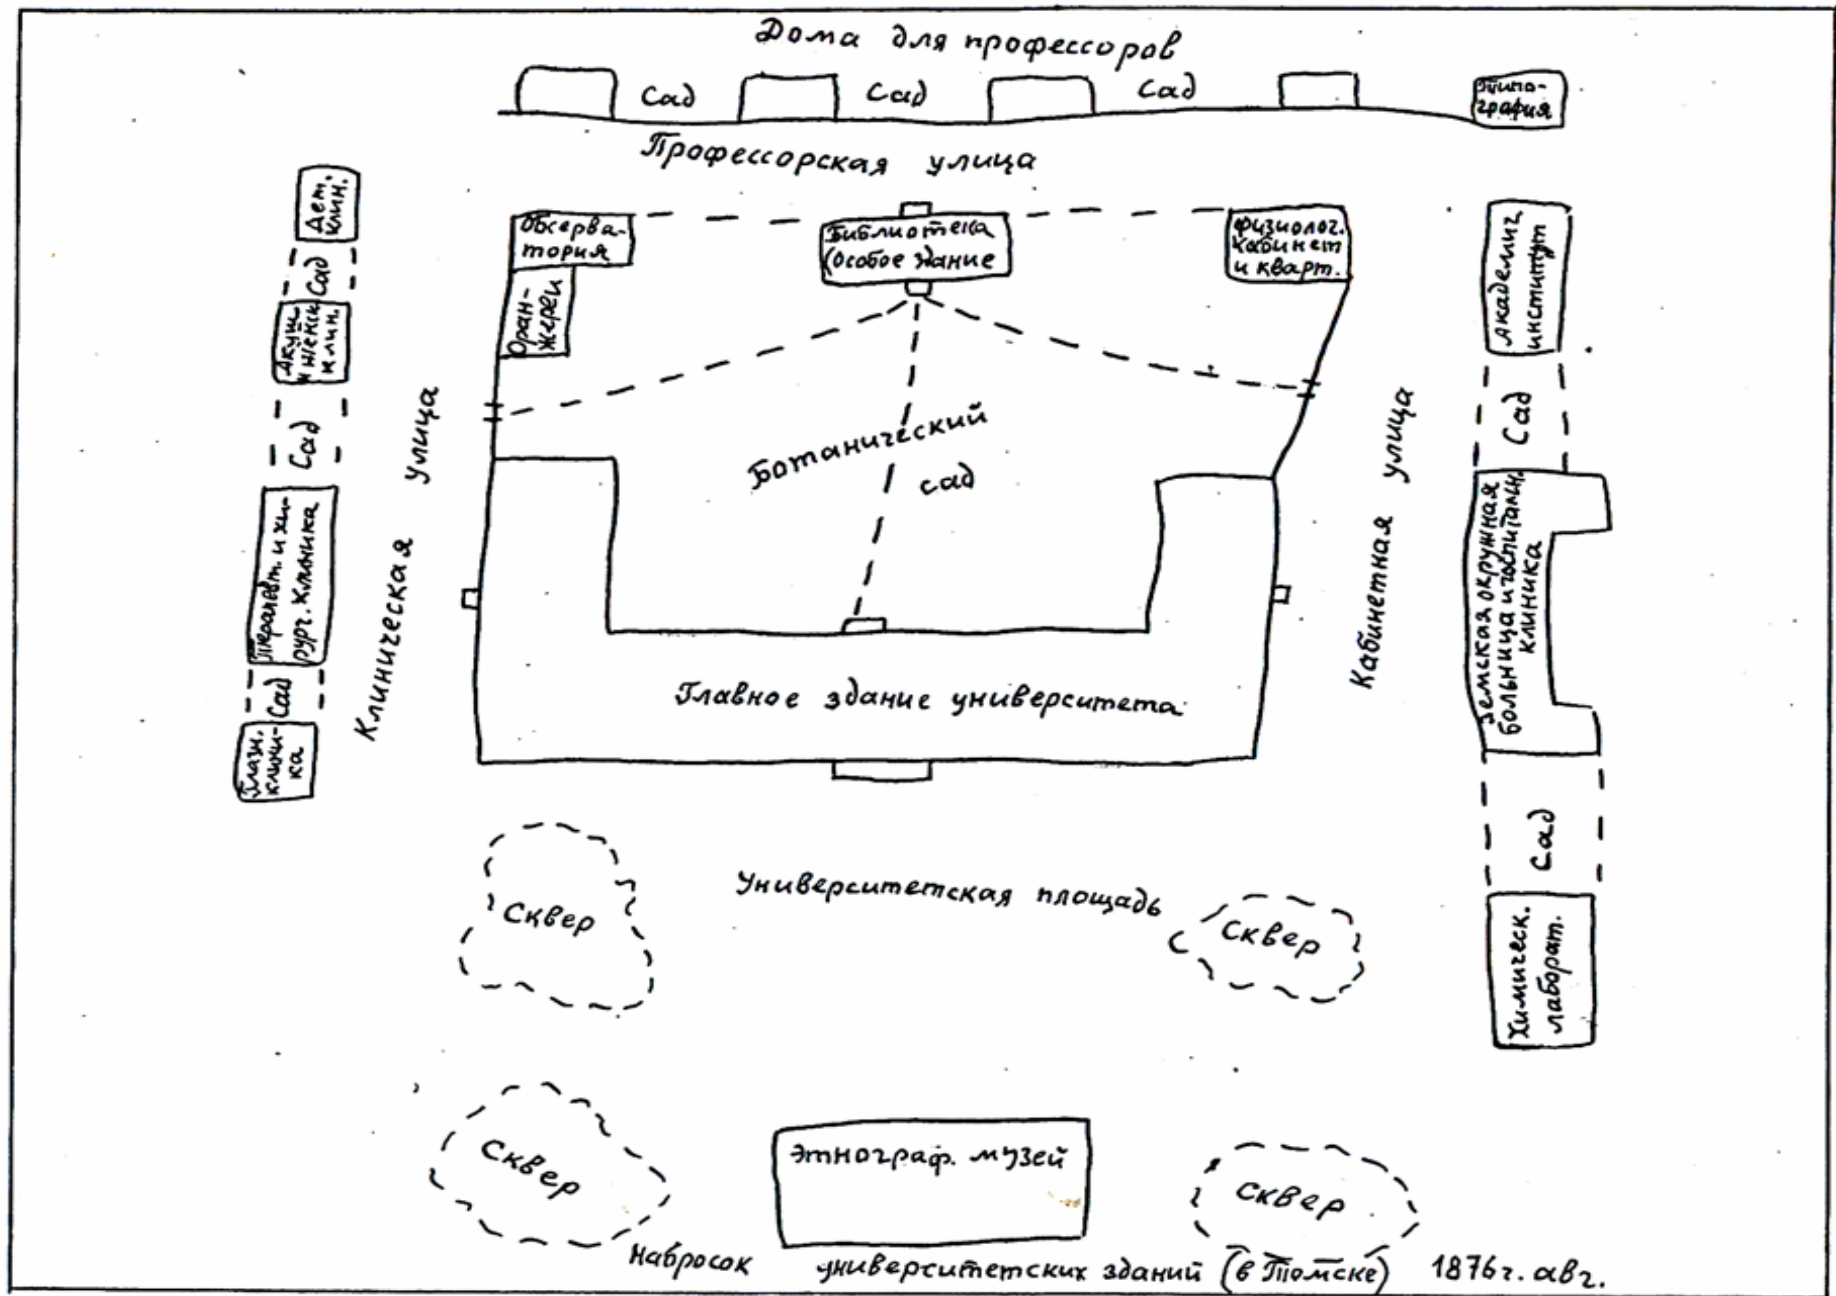 Дома для профессоров
Сад
Сад
Сад
Типо-
графия
Профессорская улица
Дет.
клин.
Сад
Акуш.
и женск.
клин.
Сад
Терапевт. и хи-
рург. клиника
Сад
Глазн.
клини-
ка
Клиническая улица
Обсерва-
тория
Оран-
жереи
Библиотека
(особое здание
Физиолог.
кабинет
и кварт.
Ботанический
сад
Главное здание университета
Кабинетная улица
Академич.
институт
Сад
Земская окружная
больница и госпитальн.
клиника
Сад
Химическ.
лаборат.
Университетская площадь
Сквер
Сквер
Сквер
Этнограф. музей
Сквер
Набросок университетских зданий (в Томске) 1876г. авг.